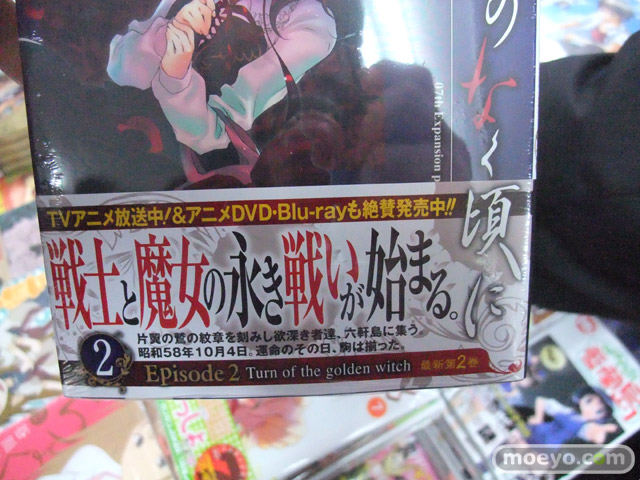 のなく頃に
07th Expansion
TVアニメ放送中!&アニメDVD・Blu-rayも絶賛発売中!!
戦士と魔女の永き戦いが始まる。
片翼の鷲の紋章を刻みし欲深き者達、六軒島に集う。
昭和58年10月4日。運命のその日、駒は揃った。
2
Episode 2 Turn of the golden witch
最新第2巻
moeyo.com